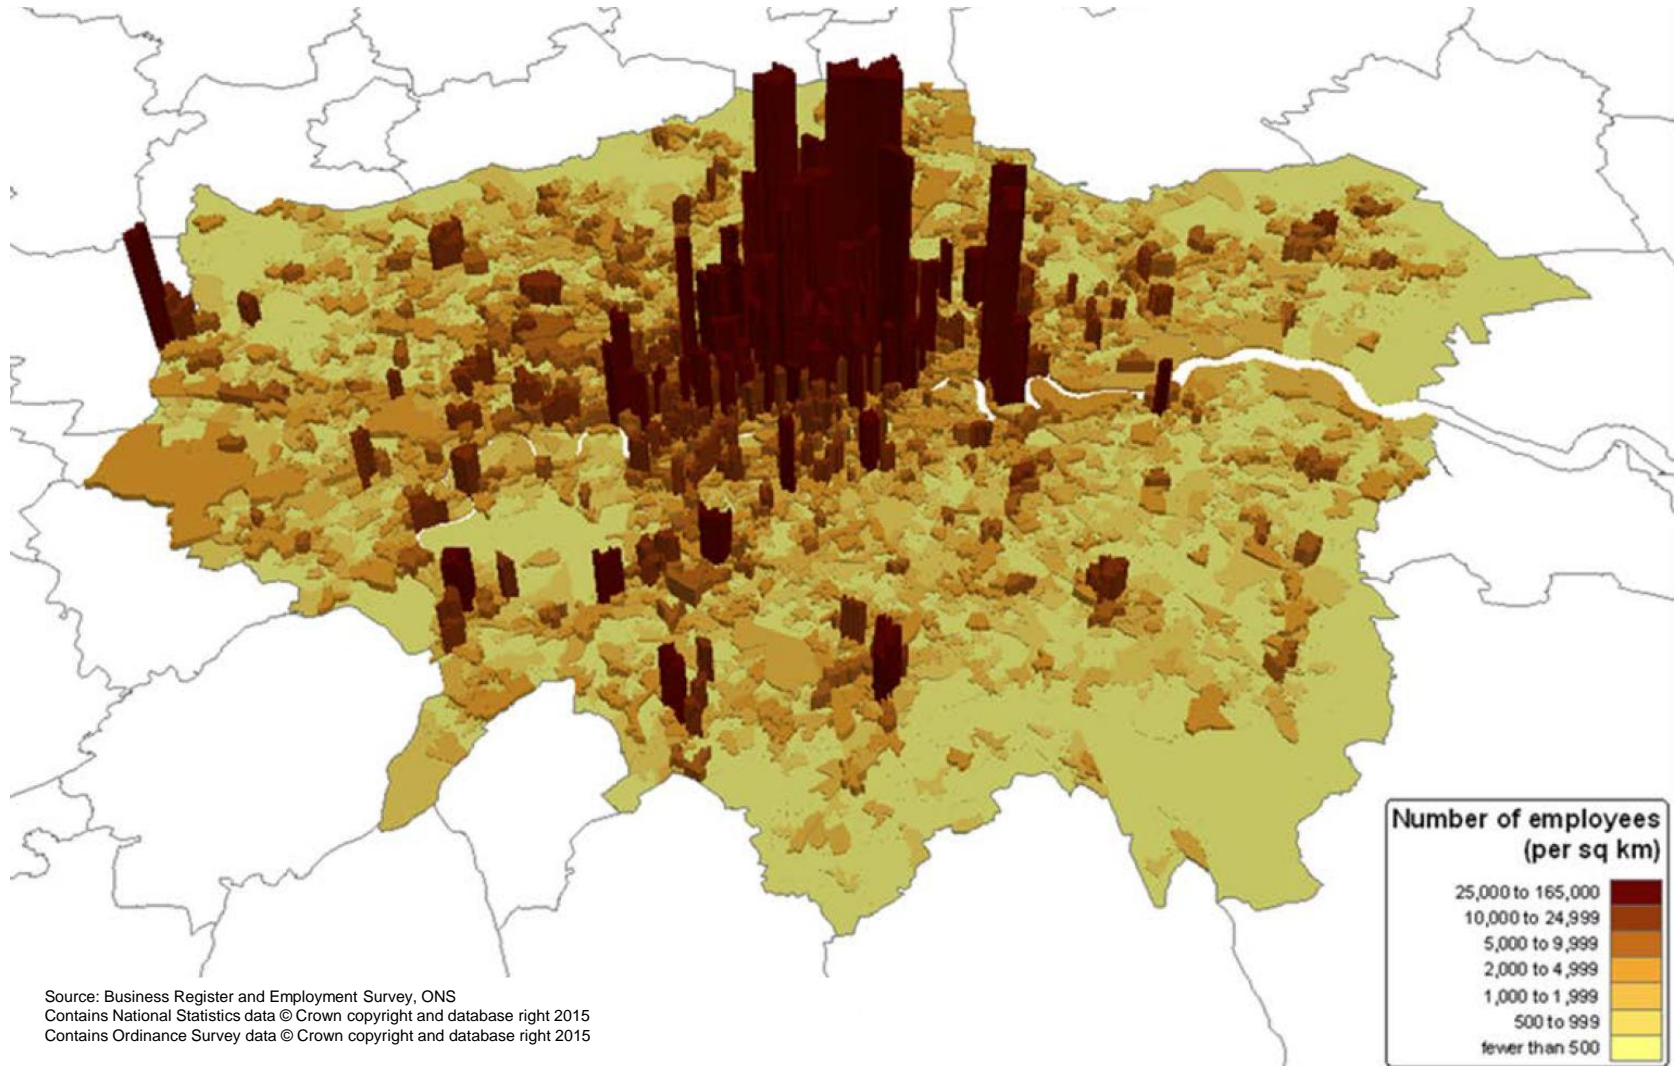 Number of employees
(per sq km)
25,000 to 165,000
10,000 to 24,999
5,000 to 9,999
2,000 to 4,999
1,000 to 1,999
500 to 999
fewer than 500
Source: Business Register and Employment Survey, ONS
Contains National Statistics data © Crown copyright and database right 2015
Contains Ordinance Survey data © Crown copyright and database right 2015